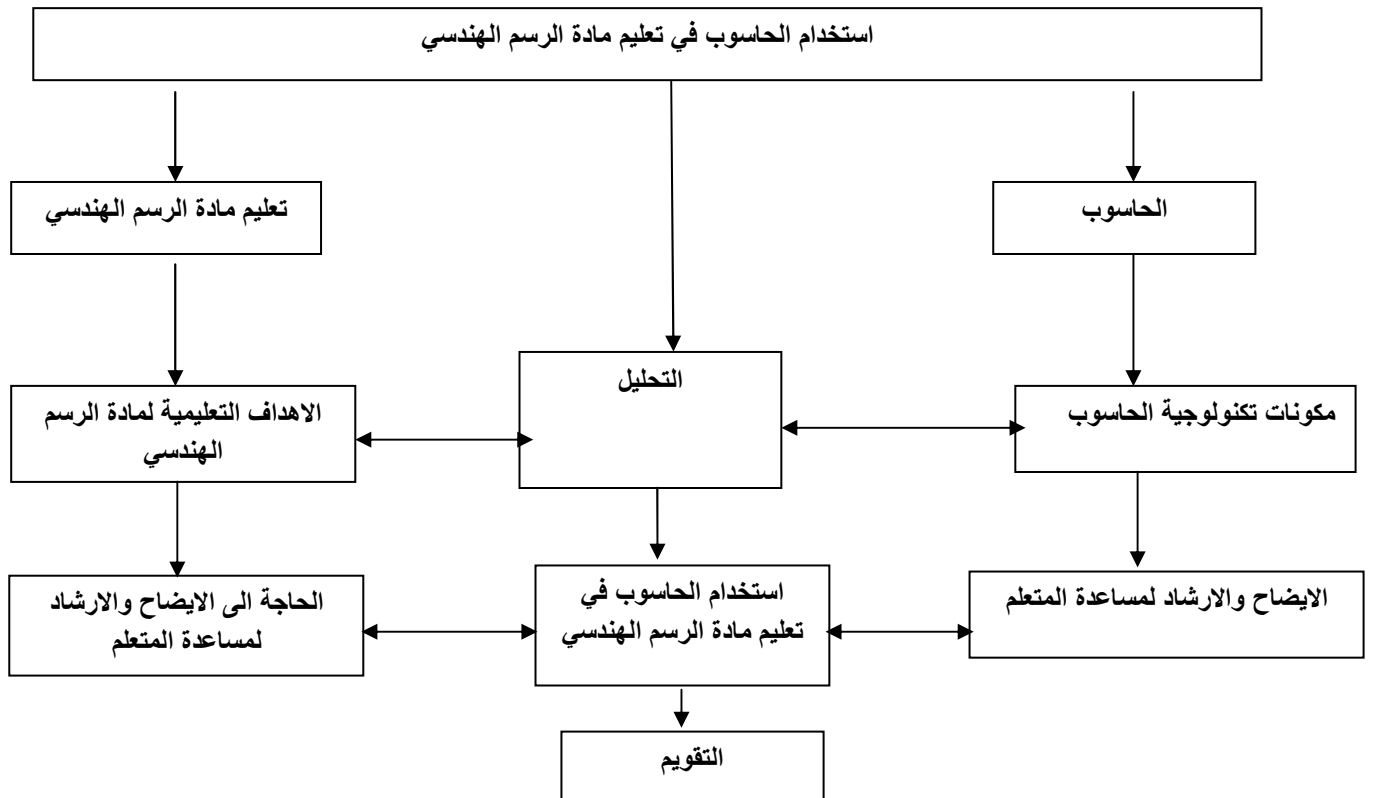 استخدام الحاسوب في تعليم مادة الرسم الهندسي
الحاسوب
تعليم مادة الرسم الهندسي
مكونات تكنولوجية الحاسوب
التحليل
الاهداف التعليمية لمادة الرسم
الهندسي
الايضاح والارشاد لمساعدة المتعلم
استخدام الحاسوب في
تعليم مادة الرسم الهندسي
الحاجة الى الايضاح والارشاد
لمساعدة المتعلم
التقويم